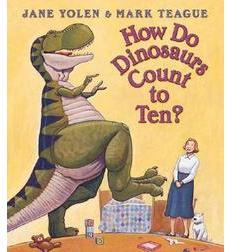 JANE YOLEN & MARK TEAGUE
How Do
Dinosaurs
Count to
Ten?